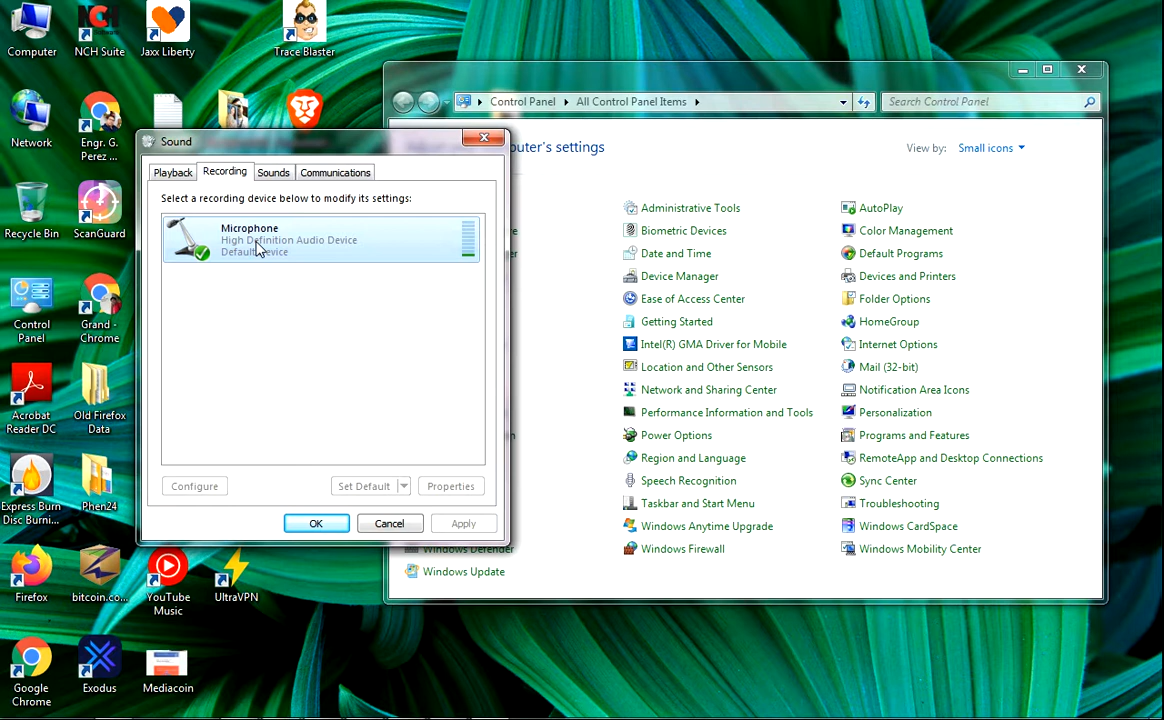 Computer
NCH Suite
Jaxx Liberty
Trace Blaster
Network
Engr. G.
Perez ...
Recycle Bin
ScanGuard
Control
Panel
Grand -
Chrome
Acrobat
Reader DC
Old Firefox
Data
Express Burn
Disc Burni...
Phen24
Firefox
bitcoin.co...
YouTube
Music
UltraVPN
Google
Chrome
Exodus
Mediacoin
Sound
Playback
Recording
Sounds
Communications
Select a recording device below to modify its settings:
Microphone
High Definition Audio Device
Default Device
Configure
Set Default
Properties
OK
Cancel
Apply
Control Panel
All Control Panel Items
Search Control Panel
computer's settings
View by:
Small icons
Administrative Tools
AutoPlay
Biometric Devices
Color Management
Date and Time
Default Programs
Device Manager
Devices and Printers
Ease of Access Center
Folder Options
Getting Started
HomeGroup
Intel(R) GMA Driver for Mobile
Internet Options
Location and Other Sensors
Mail (32-bit)
Network and Sharing Center
Notification Area Icons
Performance Information and Tools
Personalization
Power Options
Programs and Features
Region and Language
RemoteApp and Desktop Connections
Speech Recognition
Sync Center
Taskbar and Start Menu
Troubleshooting
Windows Anytime Upgrade
Windows CardSpace
Windows Defender
Windows Firewall
Windows Mobility Center
Windows Update